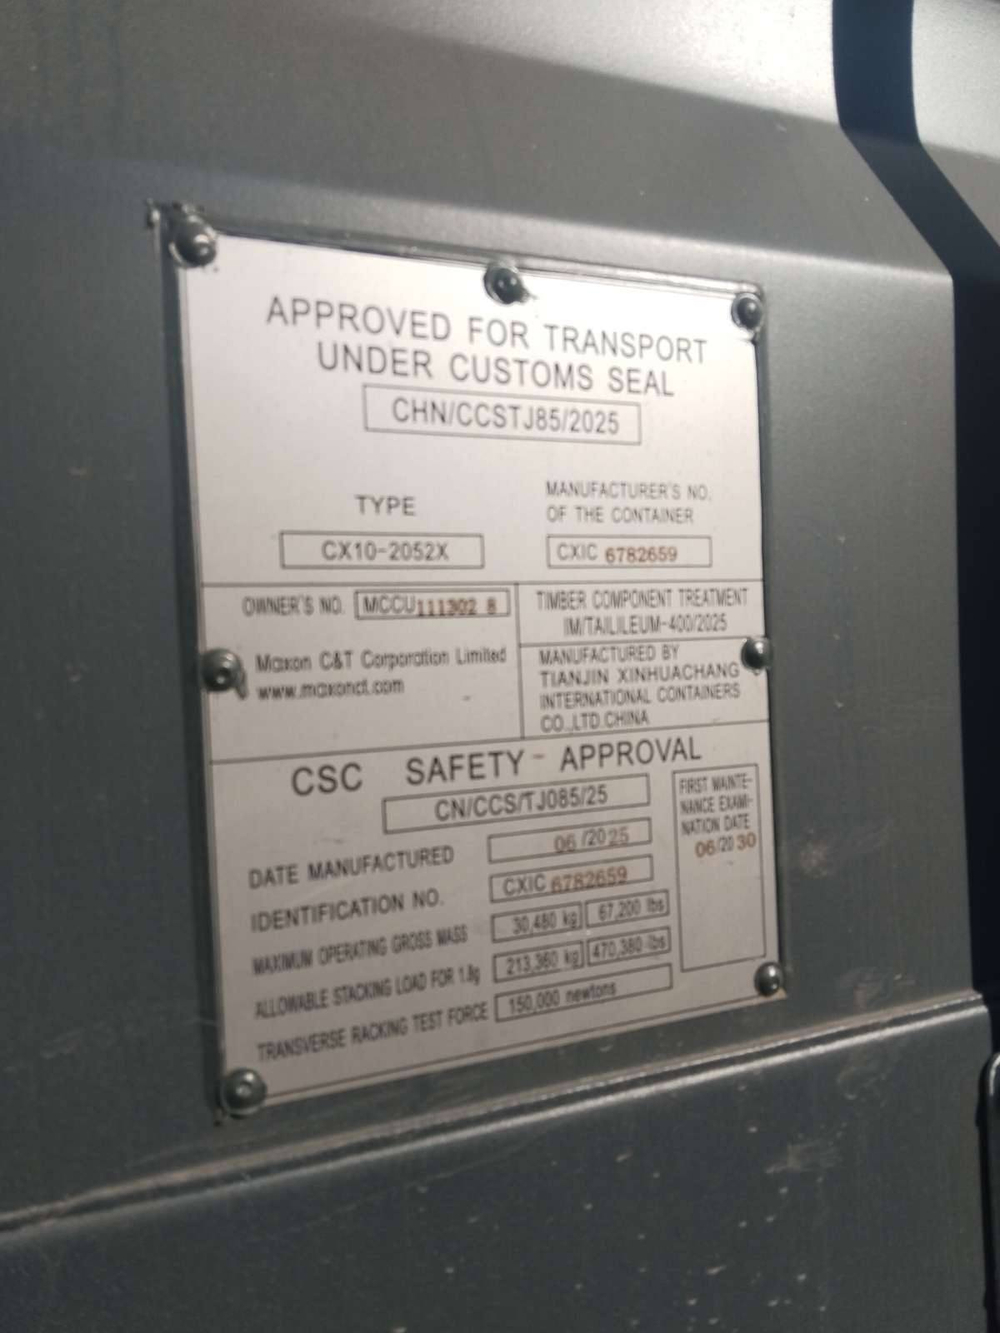 APPROVED FOR TRANSPORT
UNDER CUSTOMS SEAL
CHN/CCSTJ85/2025
TYPE
CX10-2052X
MANUFACTURER'S NO.
OF THE CONTAINER
CXIC 6782659
OWNER'S NO. MCCU 111302 8
Maxon C&T Corporation Limited
www.maxonct.com
TIMBER COMPONENT TREATMENT
IM/TAILILEUM-400/2025
MANUFACTURED BY
TIANJIN XINHUACHANG
INTERNATIONAL CONTAINERS
CO.,LTD.CHINA
CSC SAFETY - APPROVAL
CN/CCS/TJ085/25
DATE MANUFACTURED 06/2025
IDENTIFICATION NO. CXIC 6782659
MAXIMUM OPERATING GROSS MASS 30,480 kg 67,200 lbs
ALLOWABLE STACKING LOAD FOR 1.8g 213,360 kg 470,380 lbs
TRANSVERSE RACKING TEST FORCE 150,000 newtons
FIRST MAINTE-
NANCE EXAMI-
NATION DATE
06/2030